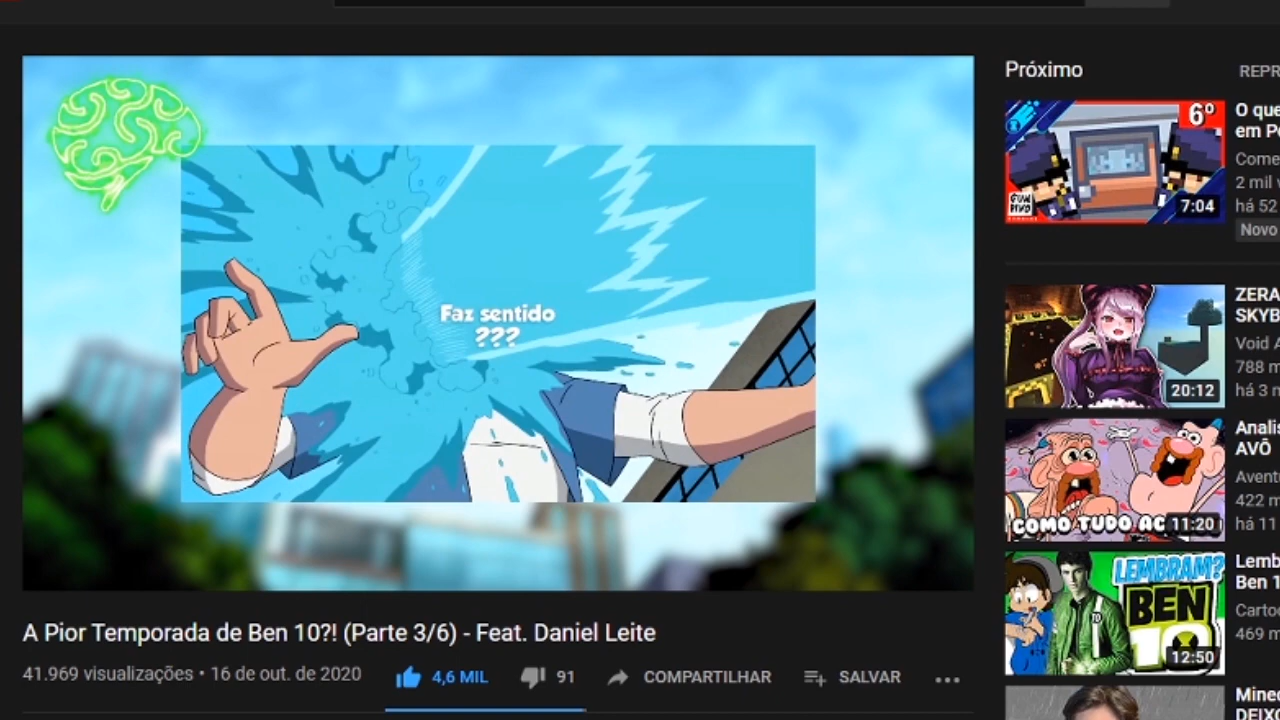 Próximo
REPR
6º
O que
em Po
Come
2 mil v
há 52
Novo
7:04
Faz sentido
???
ZERA
SKYB
Void A
788 m
há 3 m
20:12
Analis
AVÔ
Avent
422 m
há 11
COMO TUDO AC
11:20
Lemb
Ben 1
Carto
469 m
LEMBRAM?
BEN
10
12:50
A Pior Temporada de Ben 10?! (Parte 3/6) - Feat. Daniel Leite
41.969 visualizações • 16 de out. de 2020
4,6 MIL
91
COMPARTILHAR
SALVAR
Minec
DEIXO